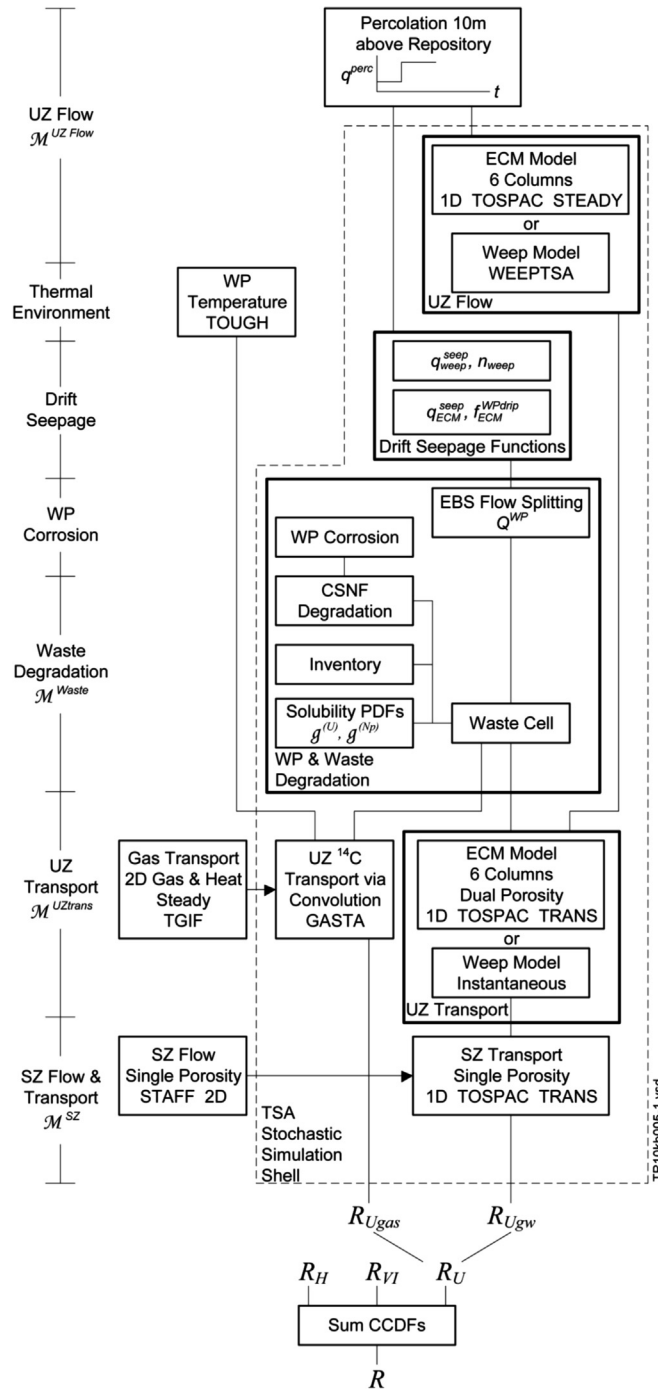 Percolation 10m
above Repository
q^perc
t
UZ Flow
ℳ^UZ Flow
ECM Model
6 Columns
1D TOSPAC STEADY
or
Weep Model
WEEPTSA
UZ Flow
Thermal
Environment
WP
Temperature
TOUGH
Drift
Seepage
q^seep_weep, n_weep
q^seep_ECM, f^WPdrip_ECM
Drift Seepage Functions
WP
Corrosion
EBS Flow Splitting
Q^WP
WP Corrosion
CSNF
Degradation
Waste
Degradation
ℳ^Waste
Inventory
Solubility PDFs
g^(U), g^(Np)
Waste Cell
WP & Waste
Degradation
UZ
Transport
ℳ^UZtrans
Gas Transport
2D Gas & Heat
Steady
TGIF
UZ ¹⁴C
Transport via
Convolution
GASTA
ECM Model
6 Columns
Dual Porosity
1D TOSPAC TRANS
or
Weep Model
Instantaneous
UZ Transport
SZ Flow &
Transport
ℳ^SZ
SZ Flow
Single Porosity
STAFF 2D
SZ Transport
Single Porosity
1D TOSPAC TRANS
TSA
Stochastic
Simulation
Shell
R_Ugas
R_Ugw
R_H
R_VI
R_U
Sum CCDFs
R